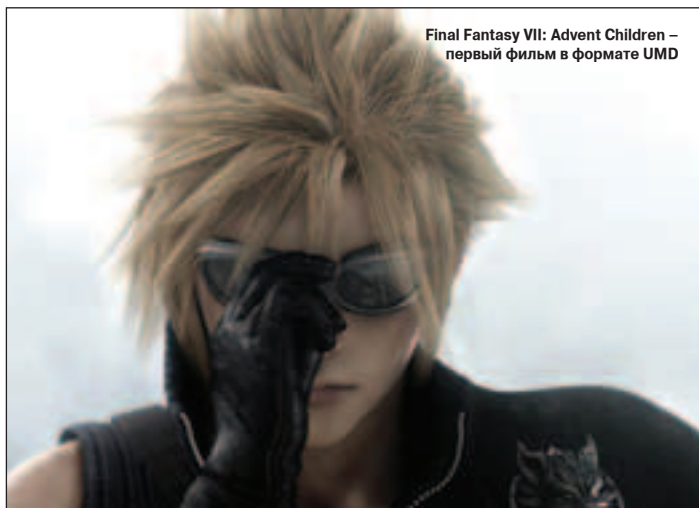 Final Fantasy VII: Advent Children –
первый фильм в формате UMD